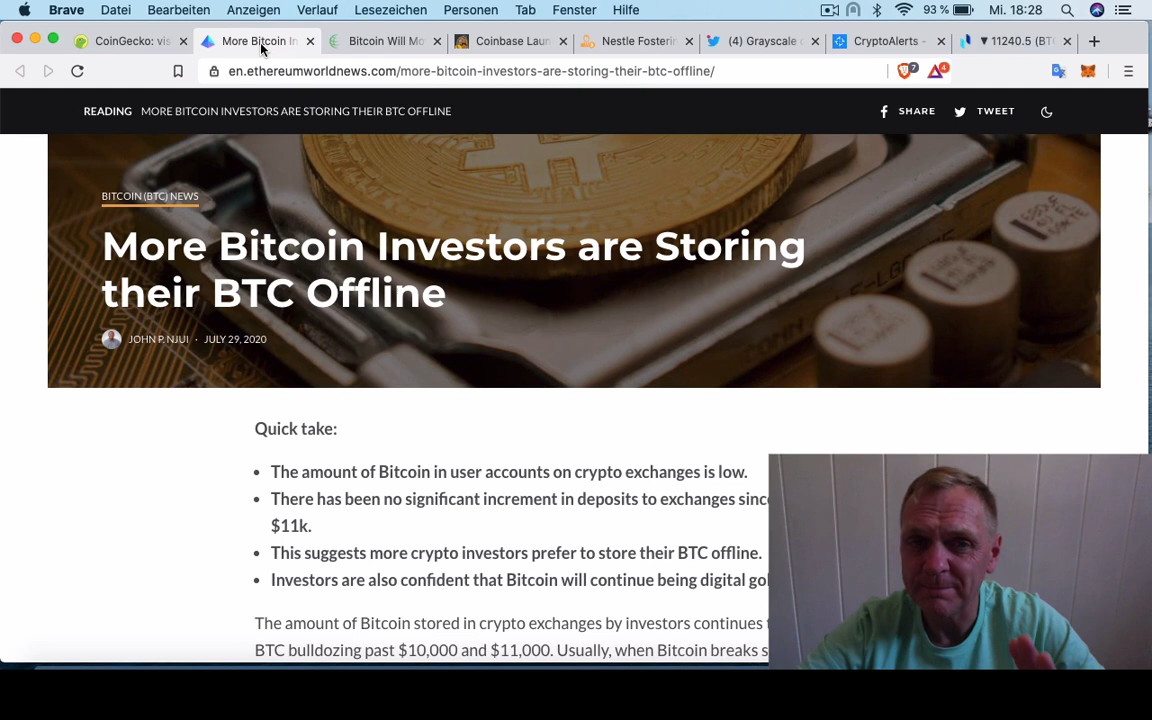 Brave Datei Bearbeiten Anzeigen Verlauf Lesezeichen Personen Tab Fenster Hilfe 93 % Mi. 18:28
CoinGecko: vis More Bitcoin In Bitcoin Will Mo Coinbase Laun Nestle Fosterin (4) Grayscale CryptoAlerts - ▼11240.5 (BT
en.ethereumworldnews.com/more-bitcoin-investors-are-storing-their-btc-offline/ 7 4
READING MORE BITCOIN INVESTORS ARE STORING THEIR BTC OFFLINE SHARE TWEET
BITCOIN (BTC) NEWS
More Bitcoin Investors are Storing
their BTC Offline
JOHN P. NJUI · JULY 29, 2020
Quick take:
• The amount of Bitcoin in user accounts on crypto exchanges is low.
• There has been no significant increment in deposits to exchanges since
$11k.
• This suggests more crypto investors prefer to store their BTC offline.
• Investors are also confident that Bitcoin will continue being digital gol
The amount of Bitcoin stored in crypto exchanges by investors continues t
BTC bulldozing past $10,000 and $11,000. Usually, when Bitcoin breaks s